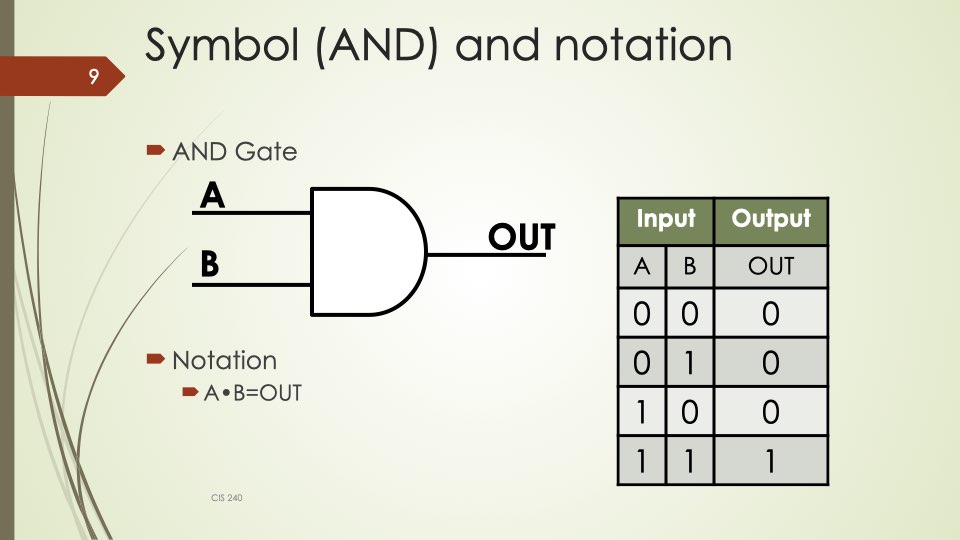 Symbol (AND) and notation
9
AND Gate
A
B
OUT
Notation
A•B=OUT
Input Output
A B OUT
0 0 0
0 1 0
1 0 0
1 1 1
CIS 240